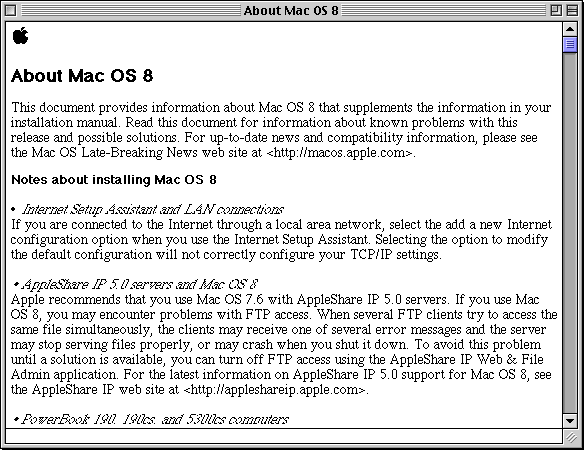 About Mac OS 8
About Mac OS 8
This document provides information about Mac OS 8 that supplements the information in your
installation manual. Read this document for information about known problems with this
release and possible solutions. For up-to-date news and compatibility information, please see
the Mac OS Late-Breaking News web site at <http://macos.apple.com>.
Notes about installing Mac OS 8
• Internet Setup Assistant and LAN connections
If you are connected to the Internet through a local area network, select the add a new Internet
configuration option when you use the Internet Setup Assistant. Selecting the option to modify
the default configuration will not correctly configure your TCP/IP settings.
• AppleShare IP 5.0 servers and Mac OS 8
Apple recommends that you use Mac OS 7.6 with AppleShare IP 5.0 servers. If you use Mac
OS 8, you may encounter problems with FTP access. When several FTP clients try to access the
same file simultaneously, the clients may receive one of several error messages and the server
may stop serving files properly, or may crash when you shut it down. To avoid this problem
until a solution is available, you can turn off FTP access using the AppleShare IP Web & File
Admin application. For the latest information on AppleShare IP 5.0 support for Mac OS 8, see
the AppleShare IP web site at <http://appleshareip.apple.com>.
• PowerBook 190, 190cs, and 5300cs computers